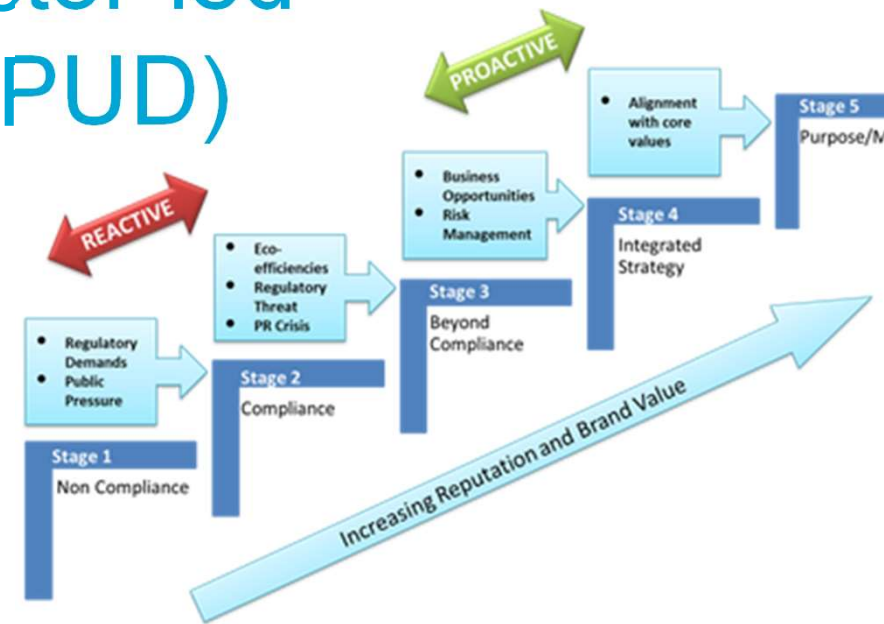 PUD)
PROACTIVE
• Alignment
with core
values
Stage 5
Purpose/M
• Business
Opportunities
• Risk
Management
Stage 4
Integrated
Strategy
REACTIVE
• Eco-
efficiencies
• Regulatory
Threat
• PR Crisis
Stage 3
Beyond
Compliance
• Regulatory
Demands
• Public
Pressure
Stage 2
Compliance
Stage 1
Non Compliance
Increasing Reputation and Brand Value